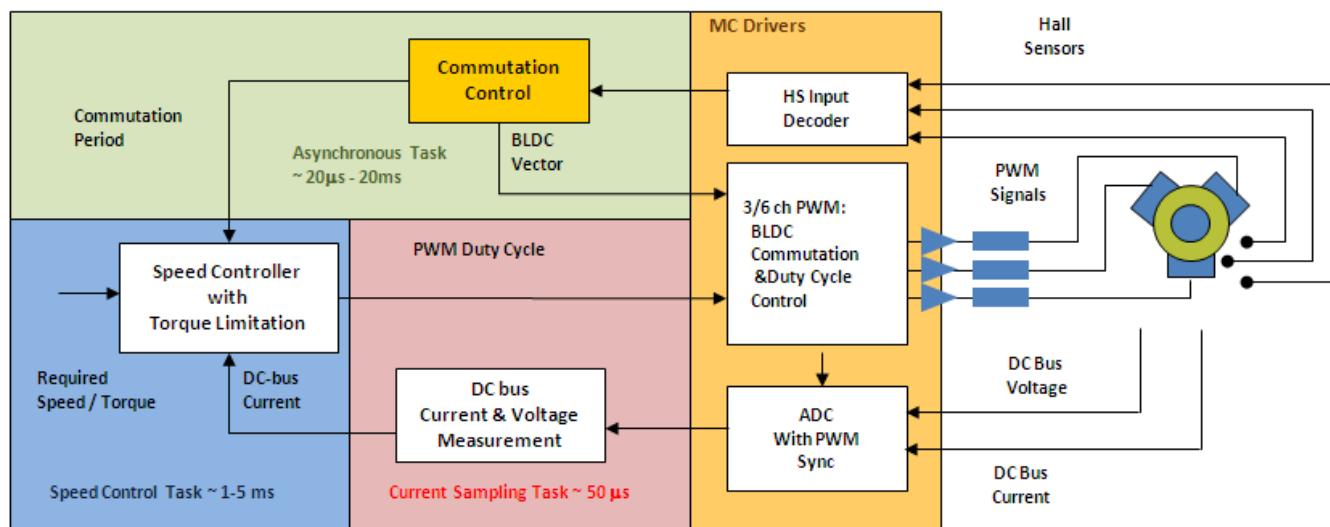 MC Drivers
Hall
Sensors
Commutation
Control
HS Input
Decoder
Commutation
Period
Asynchronous Task
~ 20µs - 20ms
BLDC
Vector
PWM
Signals
3/6 ch PWM:
BLDC
Commutation
&Duty Cycle
Control
PWM Duty Cycle
Speed Controller
with
Torque Limitation
Required
Speed / Torque
DC-bus
Current
DC bus
Current & Voltage
Measurement
ADC
With PWM
Sync
DC Bus
Voltage
DC Bus
Current
Speed Control Task ~ 1-5 ms
Current Sampling Task ~ 50 µs